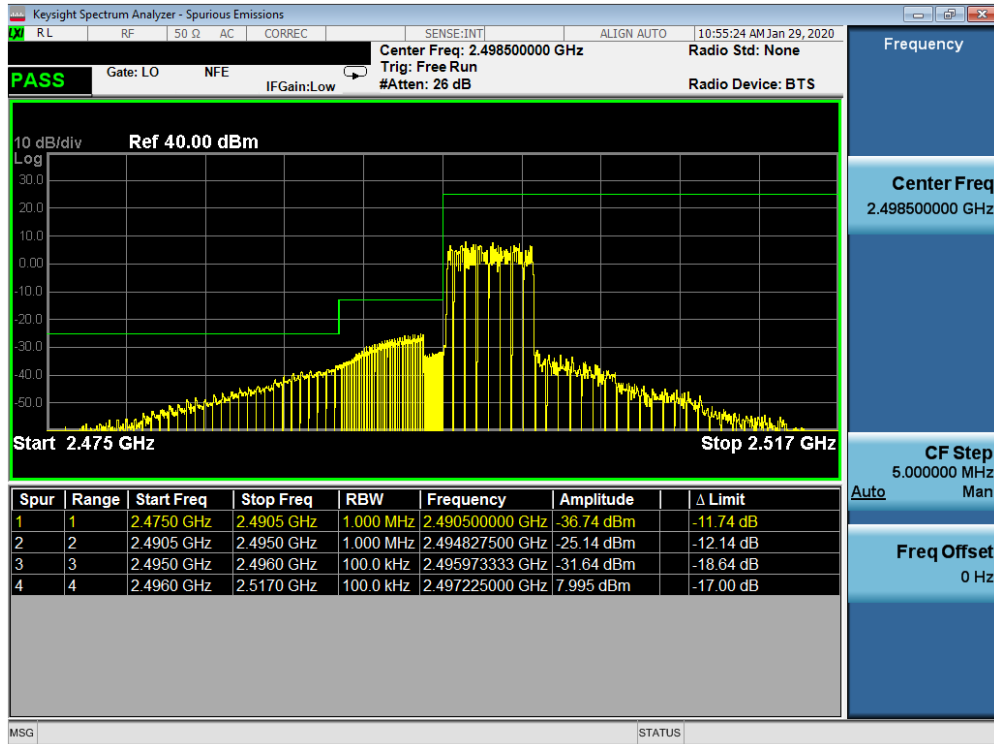 Keysight Spectrum Analyzer - Spurious Emissions
LXI RL RF 50 Ω AC CORREC SENSE:INT ALIGN AUTO 10:55:24 AM Jan 29, 2020
Center Freq: 2.498500000 GHz Radio Std: None
PASS Gate: LO NFE Trig: Free Run
IFGain:Low #Atten: 26 dB Radio Device: BTS
10 dB/div Ref 40.00 dBm
Log
30.0
20.0
10.0
0.00
-10.0
-20.0
-30.0
-40.0
-50.0
Start 2.475 GHz Stop 2.517 GHz
Spur Range Start Freq Stop Freq RBW Frequency Amplitude Δ Limit
1 1 2.4750 GHz 2.4905 GHz 1.000 MHz 2.490500000 GHz -36.74 dBm -11.74 dB
2 2 2.4905 GHz 2.4950 GHz 1.000 MHz 2.494827500 GHz -25.14 dBm -12.14 dB
3 3 2.4950 GHz 2.4960 GHz 100.0 kHz 2.495973333 GHz -31.64 dBm -18.64 dB
4 4 2.4960 GHz 2.5170 GHz 100.0 kHz 2.497225000 GHz 7.995 dBm -17.00 dB
MSG STATUS
Frequency
Center Freq
2.498500000 GHz
CF Step
5.000000 MHz
Auto Man
Freq Offset
0 Hz